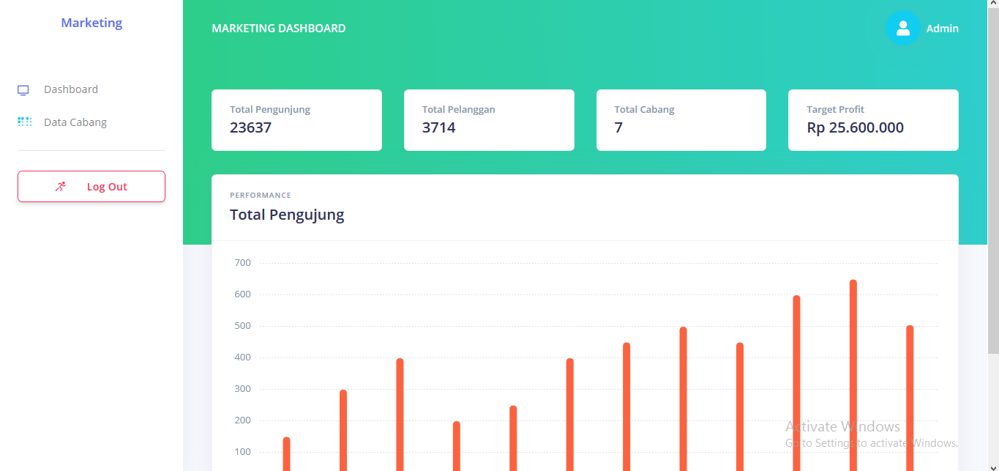 Marketing
MARKETING DASHBOARD
Admin
Dashboard
Data Cabang
Log Out
Total Pengunjung
23637
Total Pelanggan
3714
Total Cabang
7
Target Profit
Rp 25.600.000
PERFORMANCE
Total Pengujung
700
600
500
400
300
200
100
Activate Windows
Go to Settings to activate Windows.